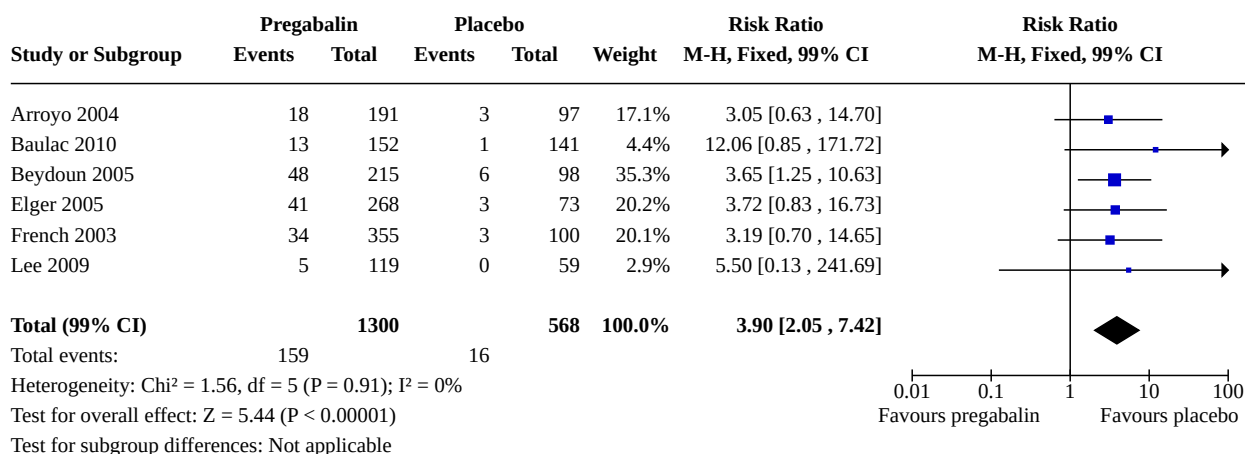 Pregabalin Placebo Risk Ratio Risk Ratio
Study or Subgroup Events Total Events Total Weight M-H, Fixed, 99% CI M-H, Fixed, 99% CI
Arroyo 2004 18 191 3 97 17.1% 3.05 [0.63 , 14.70]
Baulac 2010 13 152 1 141 4.4% 12.06 [0.85 , 171.72]
Beydoun 2005 48 215 6 98 35.3% 3.65 [1.25 , 10.63]
Elger 2005 41 268 3 73 20.2% 3.72 [0.83 , 16.73]
French 2003 34 355 3 100 20.1% 3.19 [0.70 , 14.65]
Lee 2009 5 119 0 59 2.9% 5.50 [0.13 , 241.69]
Total (99% CI) 1300 568 100.0% 3.90 [2.05 , 7.42]
Total events: 159 16
Heterogeneity: Chi² = 1.56, df = 5 (P = 0.91); I² = 0%
0.01 0.1 1 10 100
Test for overall effect: Z = 5.44 (P < 0.00001)
Favours pregabalin Favours placebo
Test for subgroup differences: Not applicable